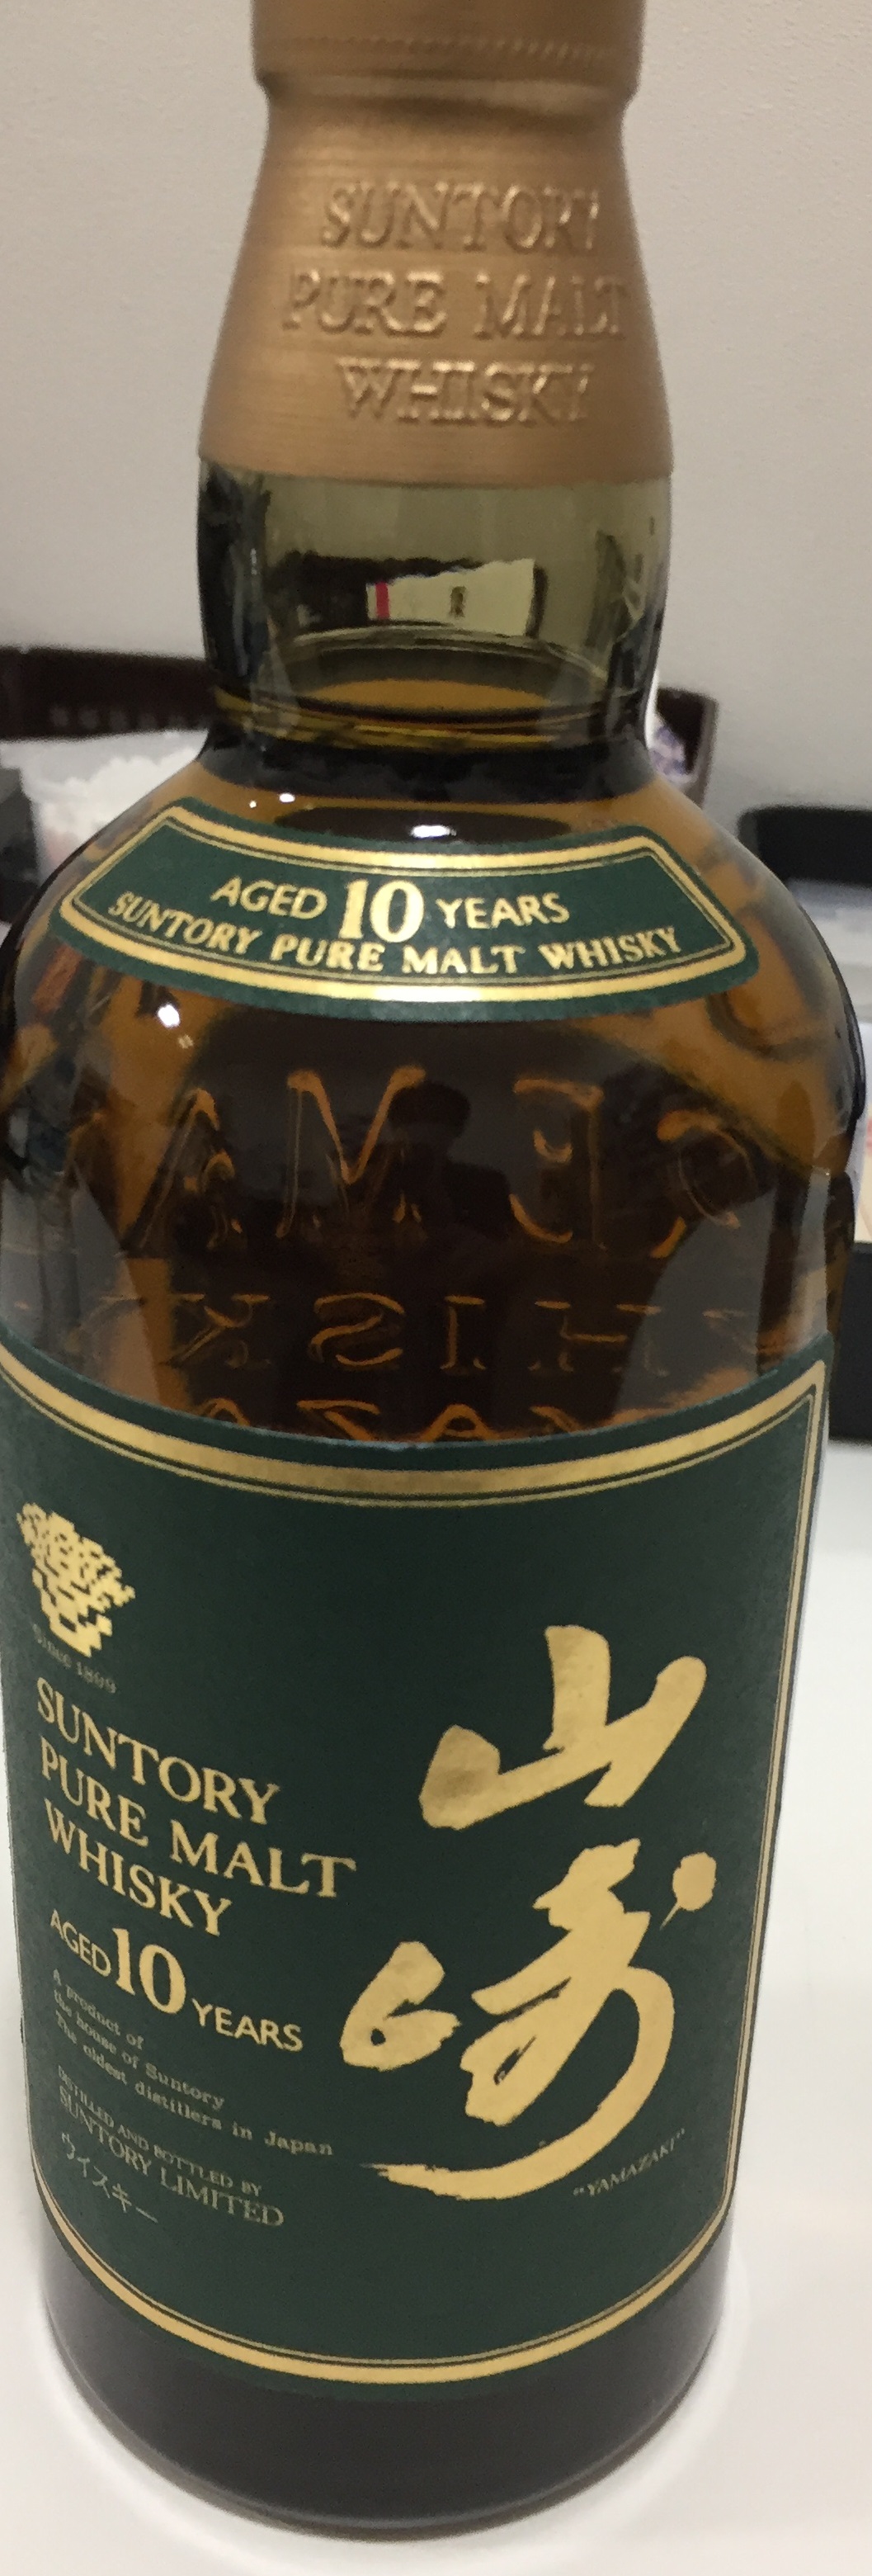 SUNTORY
PURE MALT
WHISKY
AGED 10 YEARS
SUNTORY PURE MALT WHISKY
since 1899
SUNTORY
PURE MALT
WHISKY
AGED 10 YEARS
A product of
the house of Suntory
The oldest distillers in Japan
DISTILLED AND BOTTLED BY
SUNTORY LIMITED
ウイスキー
山崎
"YAMAZAKI"